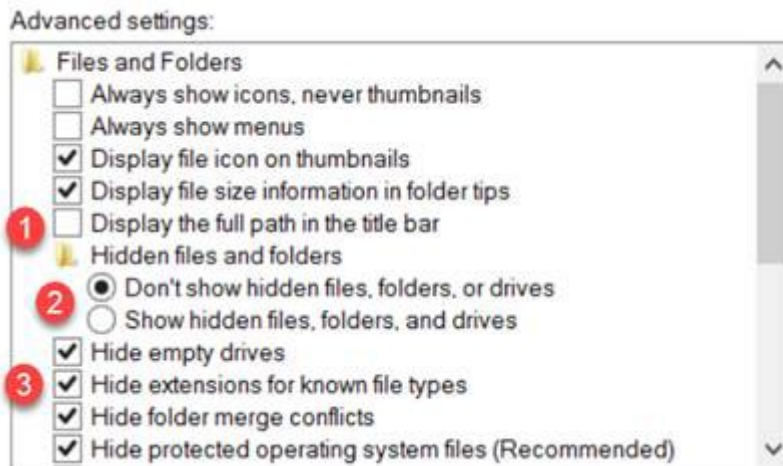 Advanced settings:
Files and Folders
Always show icons, never thumbnails
Always show menus
Display file icon on thumbnails
Display file size information in folder tips
1 Display the full path in the title bar
Hidden files and folders
2 Don't show hidden files, folders, or drives
Show hidden files, folders, and drives
Hide empty drives
3 Hide extensions for known file types
Hide folder merge conflicts
Hide protected operating system files (Recommended)